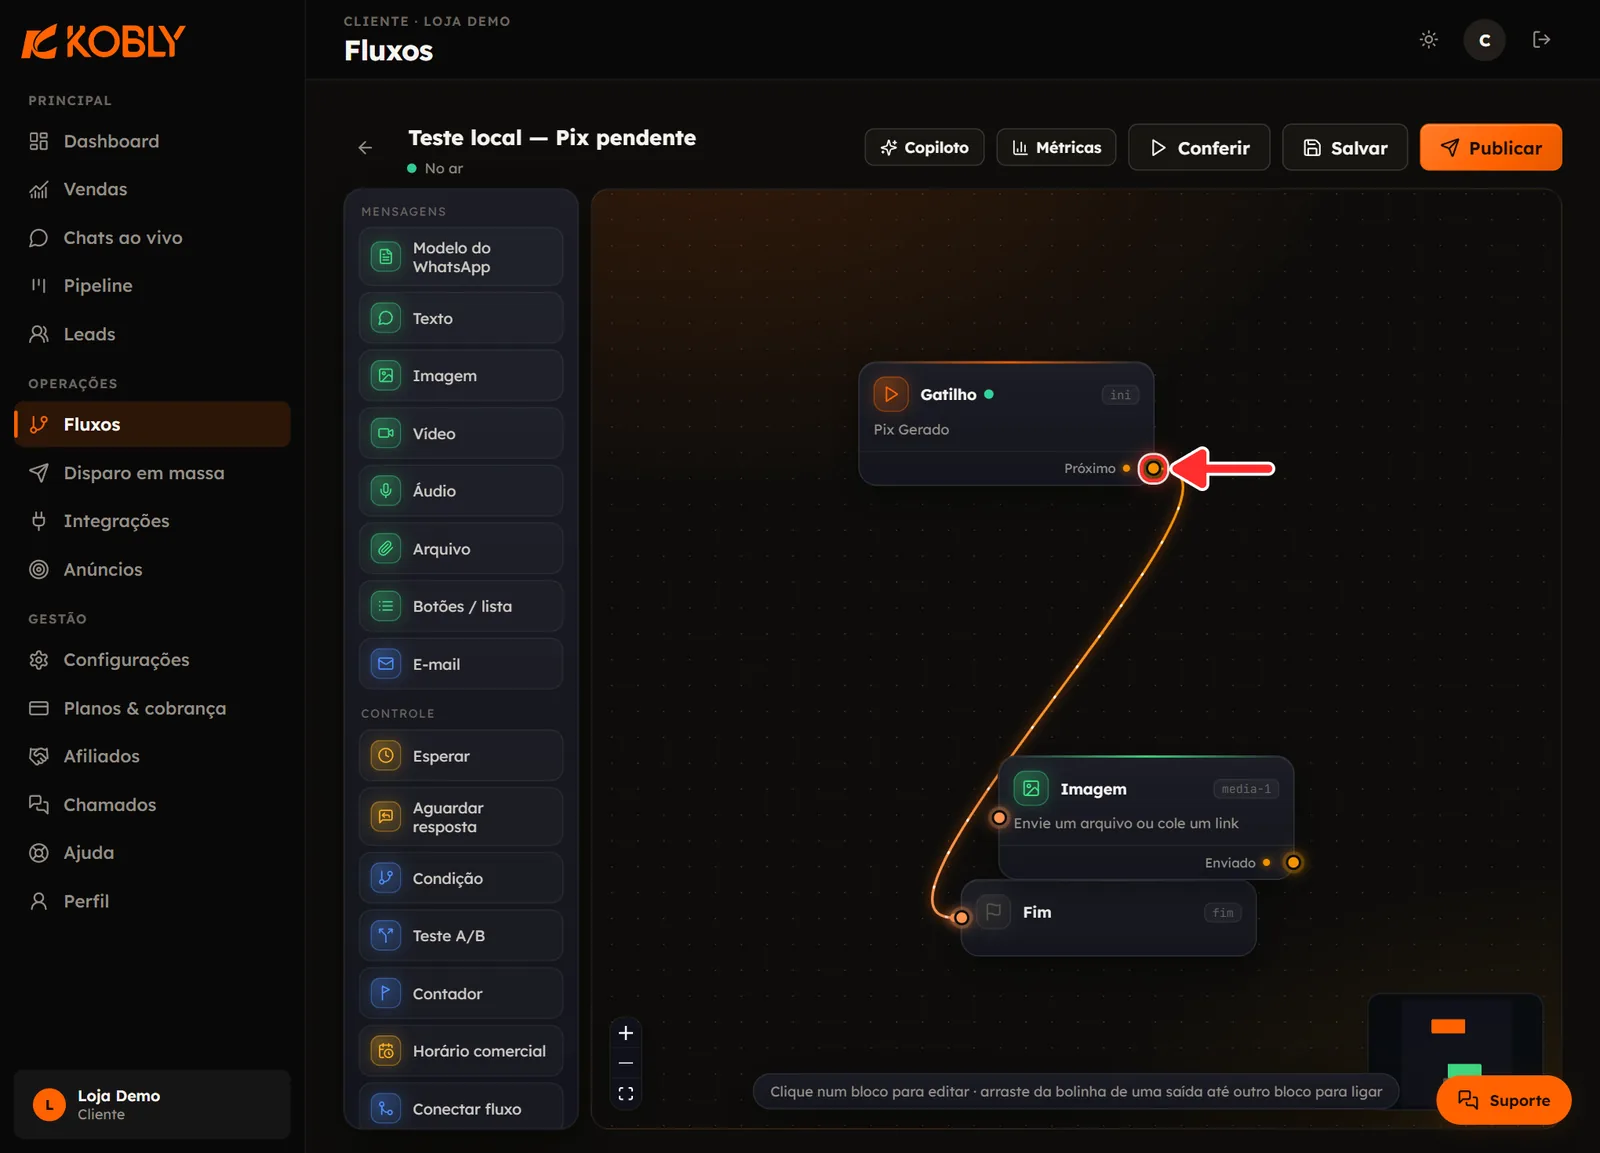 KOBLY
PRINCIPAL
Dashboard
Vendas
Chats ao vivo
Pipeline
Leads
OPERAÇÕES
Fluxos
Disparo em massa
Integrações
Anúncios
GESTÃO
Configurações
Planos & cobrança
Afiliados
Chamados
Ajuda
Perfil
L
Loja Demo
Cliente
CLIENTE · LOJA DEMO
Fluxos
C
Teste local — Pix pendente
No ar
Copiloto
Métricas
Conferir
Salvar
Publicar
MENSAGENS
Modelo do
WhatsApp
Texto
Imagem
Vídeo
Áudio
Arquivo
Botões / lista
E-mail
CONTROLE
Esperar
Aguardar
resposta
Condição
Teste A/B
Contador
Horário comercial
Conectar fluxo
Gatilho
ini
Pix Gerado
Próximo
Imagem
media-1
Envie um arquivo ou cole um link
Enviado
Fim
fim
Clique num bloco para editar · arraste da bolinha de uma saída até outro bloco para ligar
Suporte